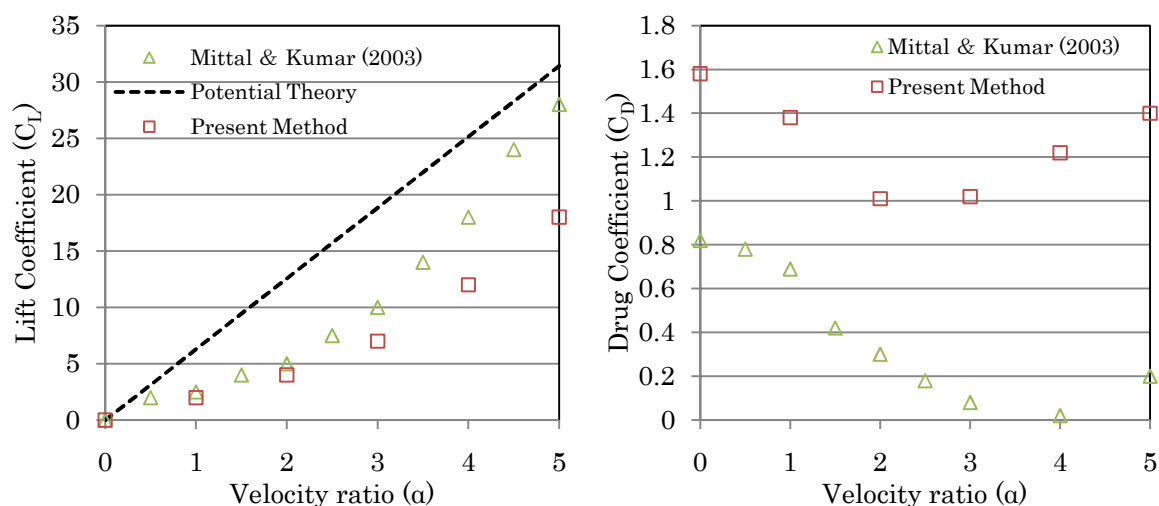 35
30
25
20
15
10
5
0
Lift Coefficient (C_L)
Mittal & Kumar (2003)
Potential Theory
Present Method
0 1 2 3 4 5
Velocity ratio (α)
1.8
1.6
1.4
1.2
1
0.8
0.6
0.4
0.2
0
Drug Coefficient (C_D)
Mittal & Kumar (2003)
Present Method
0 1 2 3 4 5
Velocity ratio (α)